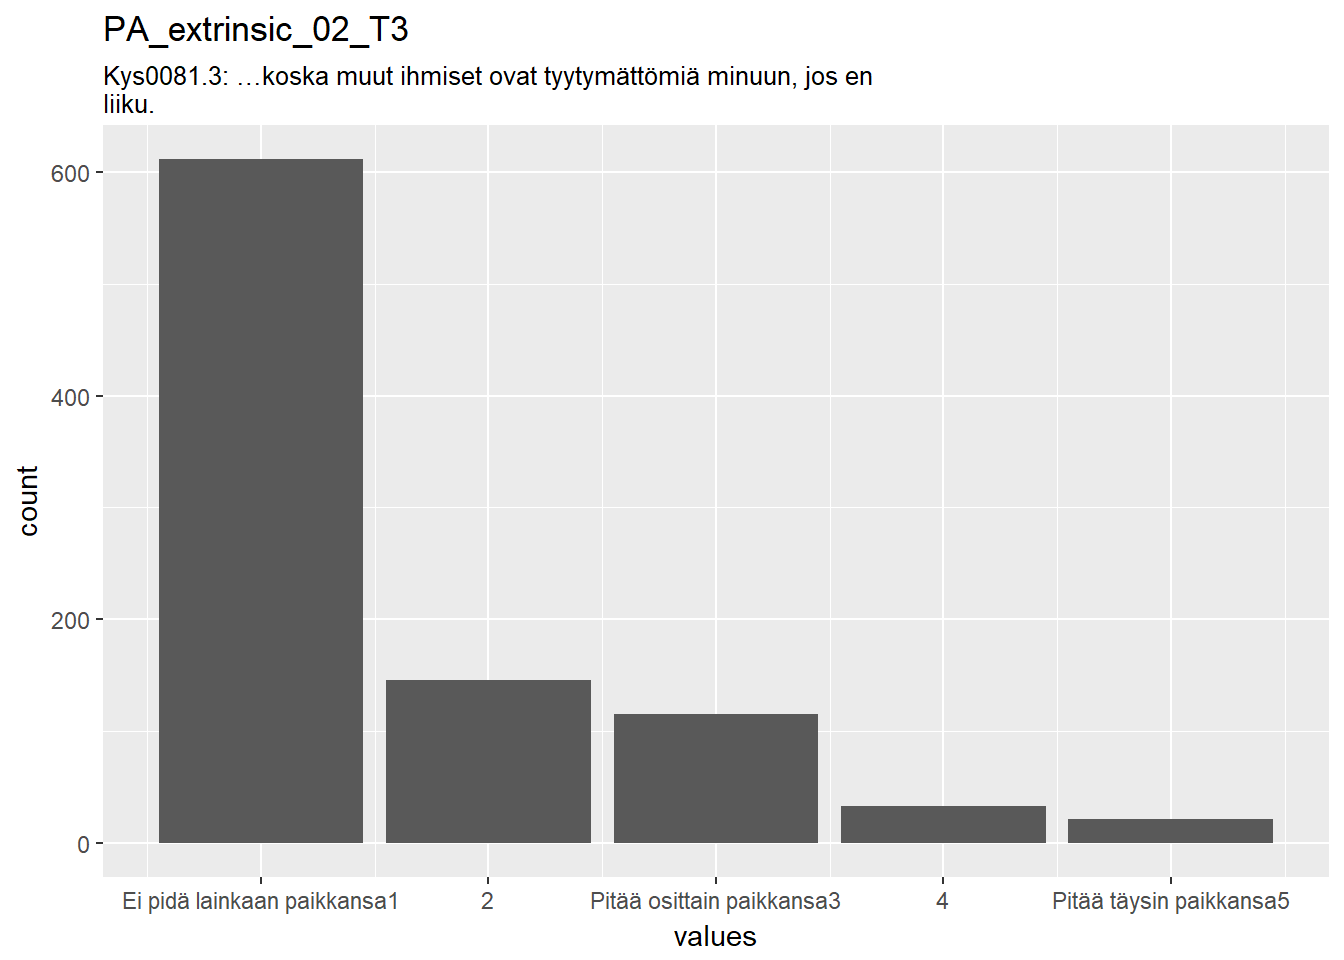 PA_extrinsic_02_T3
Kys0081.3: …koska muut ihmiset ovat tyytymättömiä minuun, jos en
liiku.
600
400
200
0
count
Ei pidä lainkaan paikkansa1 2 Pitää osittain paikkansa3 4 Pitää täysin paikkansa5
values